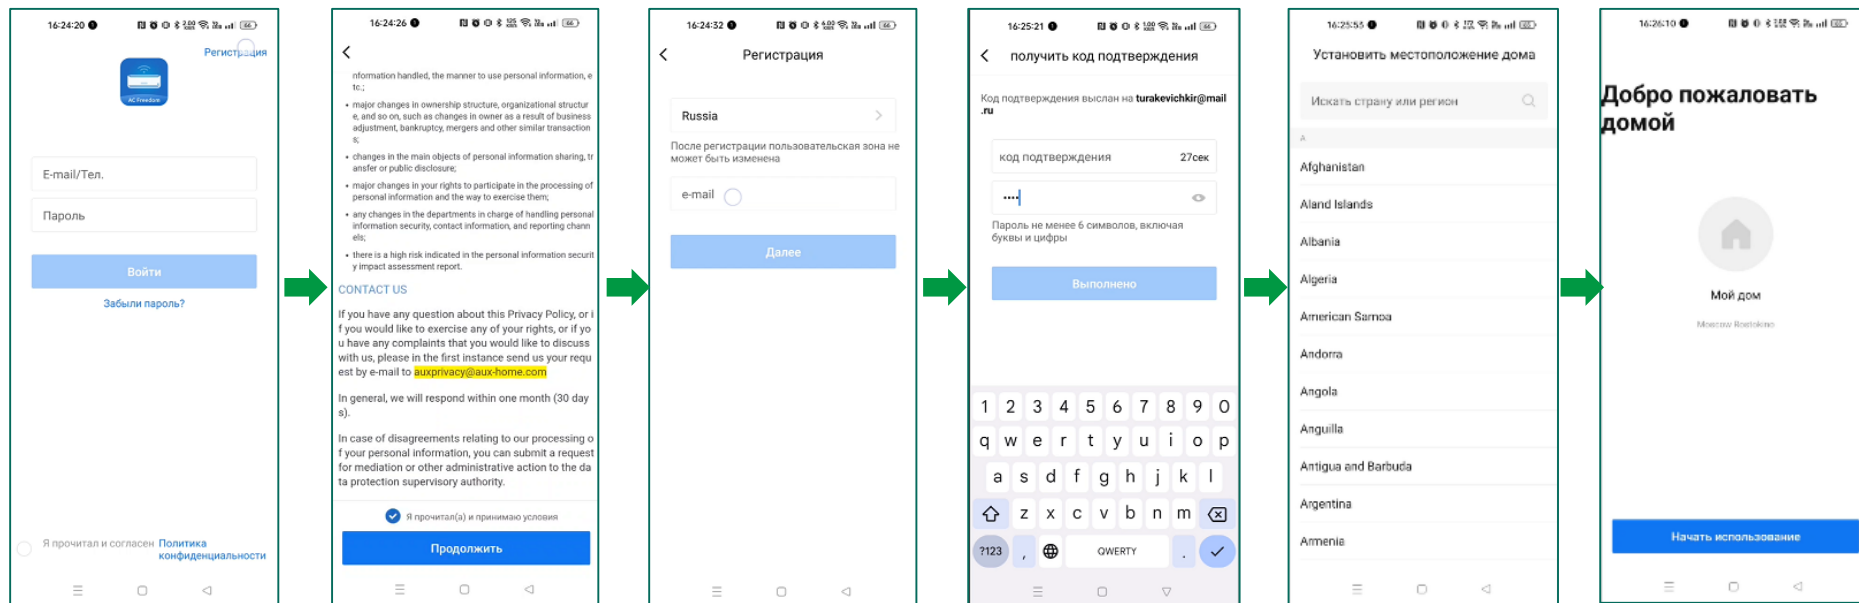 16:24:20
66
Регистрация
AC Freedom
E-mail/Тел.
Пароль
Войти
Забыли пароль?
Я прочитал и согласен Политика
конфиденциальности
16:24:26
66
nformation handled, the manner to use personal information, e
tc.;
• major changes in ownership structure, organizational structur
e, and so on, such as changes in owner as a result of business
adjustment, bankruptcy, mergers and other similar transaction
s;
• changes in the main objects of personal information sharing, tr
ansfer or public disclosure;
• major changes in your rights to participate in the processing of
personal information and the way to exercise them;
• any changes in the departments in charge of handling personal
information security, contact information, and reporting chann
els;
• there is a high risk indicated in the personal information securit
y impact assessment report.
CONTACT US
If you have any question about this Privacy Policy, or i
f you would like to exercise any of your rights, or if yo
u have any complaints that you would like to discuss
with us, please in the first instance send us your requ
est by e-mail to auxprivacy@aux-home.com
In general, we will respond within one month (30 day
s).
In case of disagreements relating to our processing o
f your personal information, you can submit a request
for mediation or other administrative action to the da
ta protection supervisory authority.
Я прочитал(а) и принимаю условия
Продолжить
16:24:32
66
Регистрация
Russia
После регистрации пользовательская зона не
может быть изменена
e-mail
Далее
16:25:21
получить код подтверждения
Код подтверждения выслан на turakevichkir@mail
.ru
код подтверждения 27сек
Пароль не менее 6 символов, включая
буквы и цифры
Выполнено
1 2 3 4 5 6 7 8 9 0
q w e r t y u i o p
a s d f g h j k l
z x c v b n m
?123 , QWERTY .
16:25:55
Установить местоположение дома
Искать страну или регион
A
Afghanistan
Aland Islands
Albania
Algeria
American Samoa
Andorra
Angola
Anguilla
Antigua and Barbuda
Argentina
Armenia
16:26:10
Добро пожаловать
домой
Мой дом
Moscow Rostokino
Начать использование